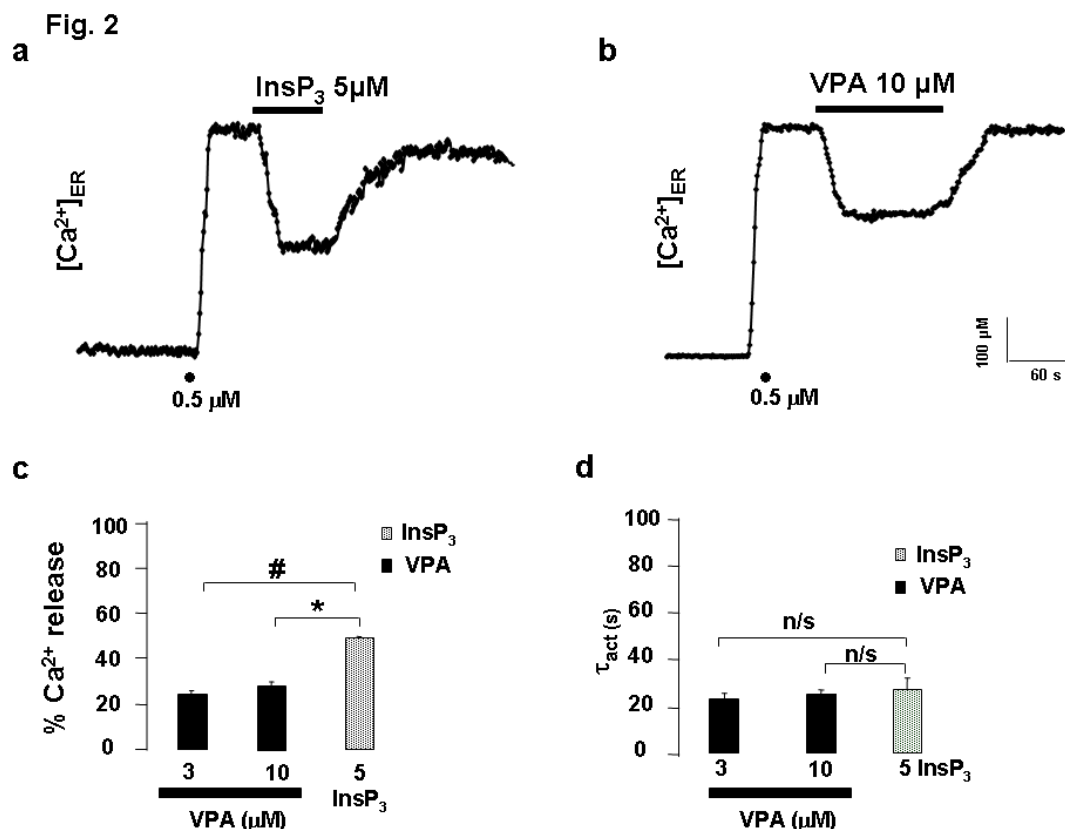 Fig. 2
a
InsP₃ 5µM
[Ca²⁺]ER
0.5 µM
b
VPA 10 µM
[Ca²⁺]ER
100 µM
60 s
0.5 µM
c
% Ca²⁺ release
100
80
60
40
20
0
InsP₃
VPA
#
*
3 10 5
InsP₃
VPA (µM)
d
τact (s)
100
80
60
40
20
0
InsP₃
VPA
n/s
n/s
3 10 5 InsP₃
VPA (µM)